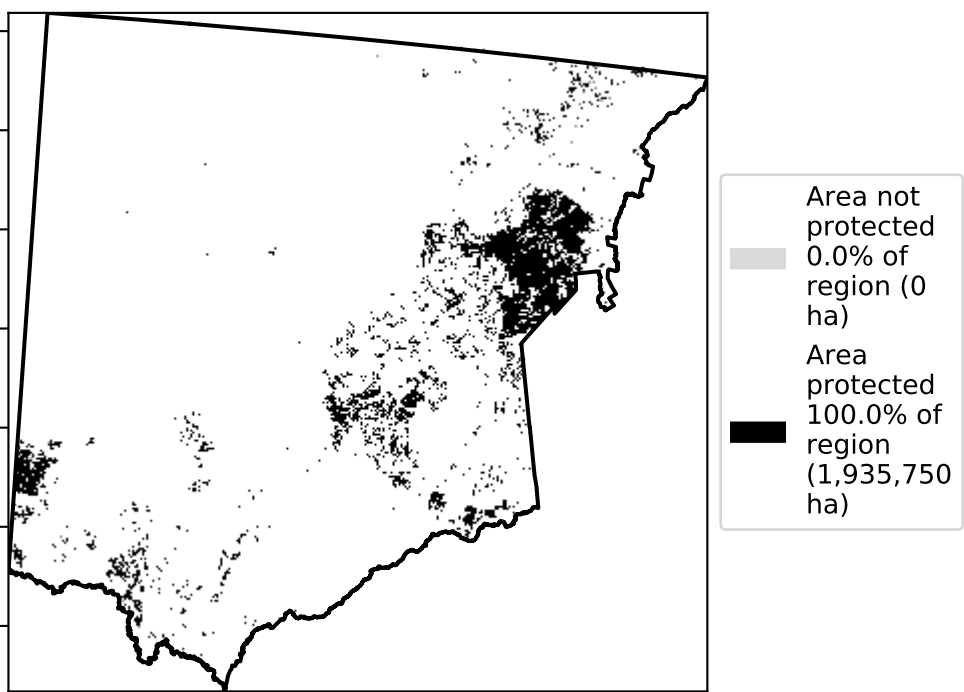 Area not
protected
0.0% of
region (0
ha)
Area
protected
100.0% of
region
(1,935,750
ha)